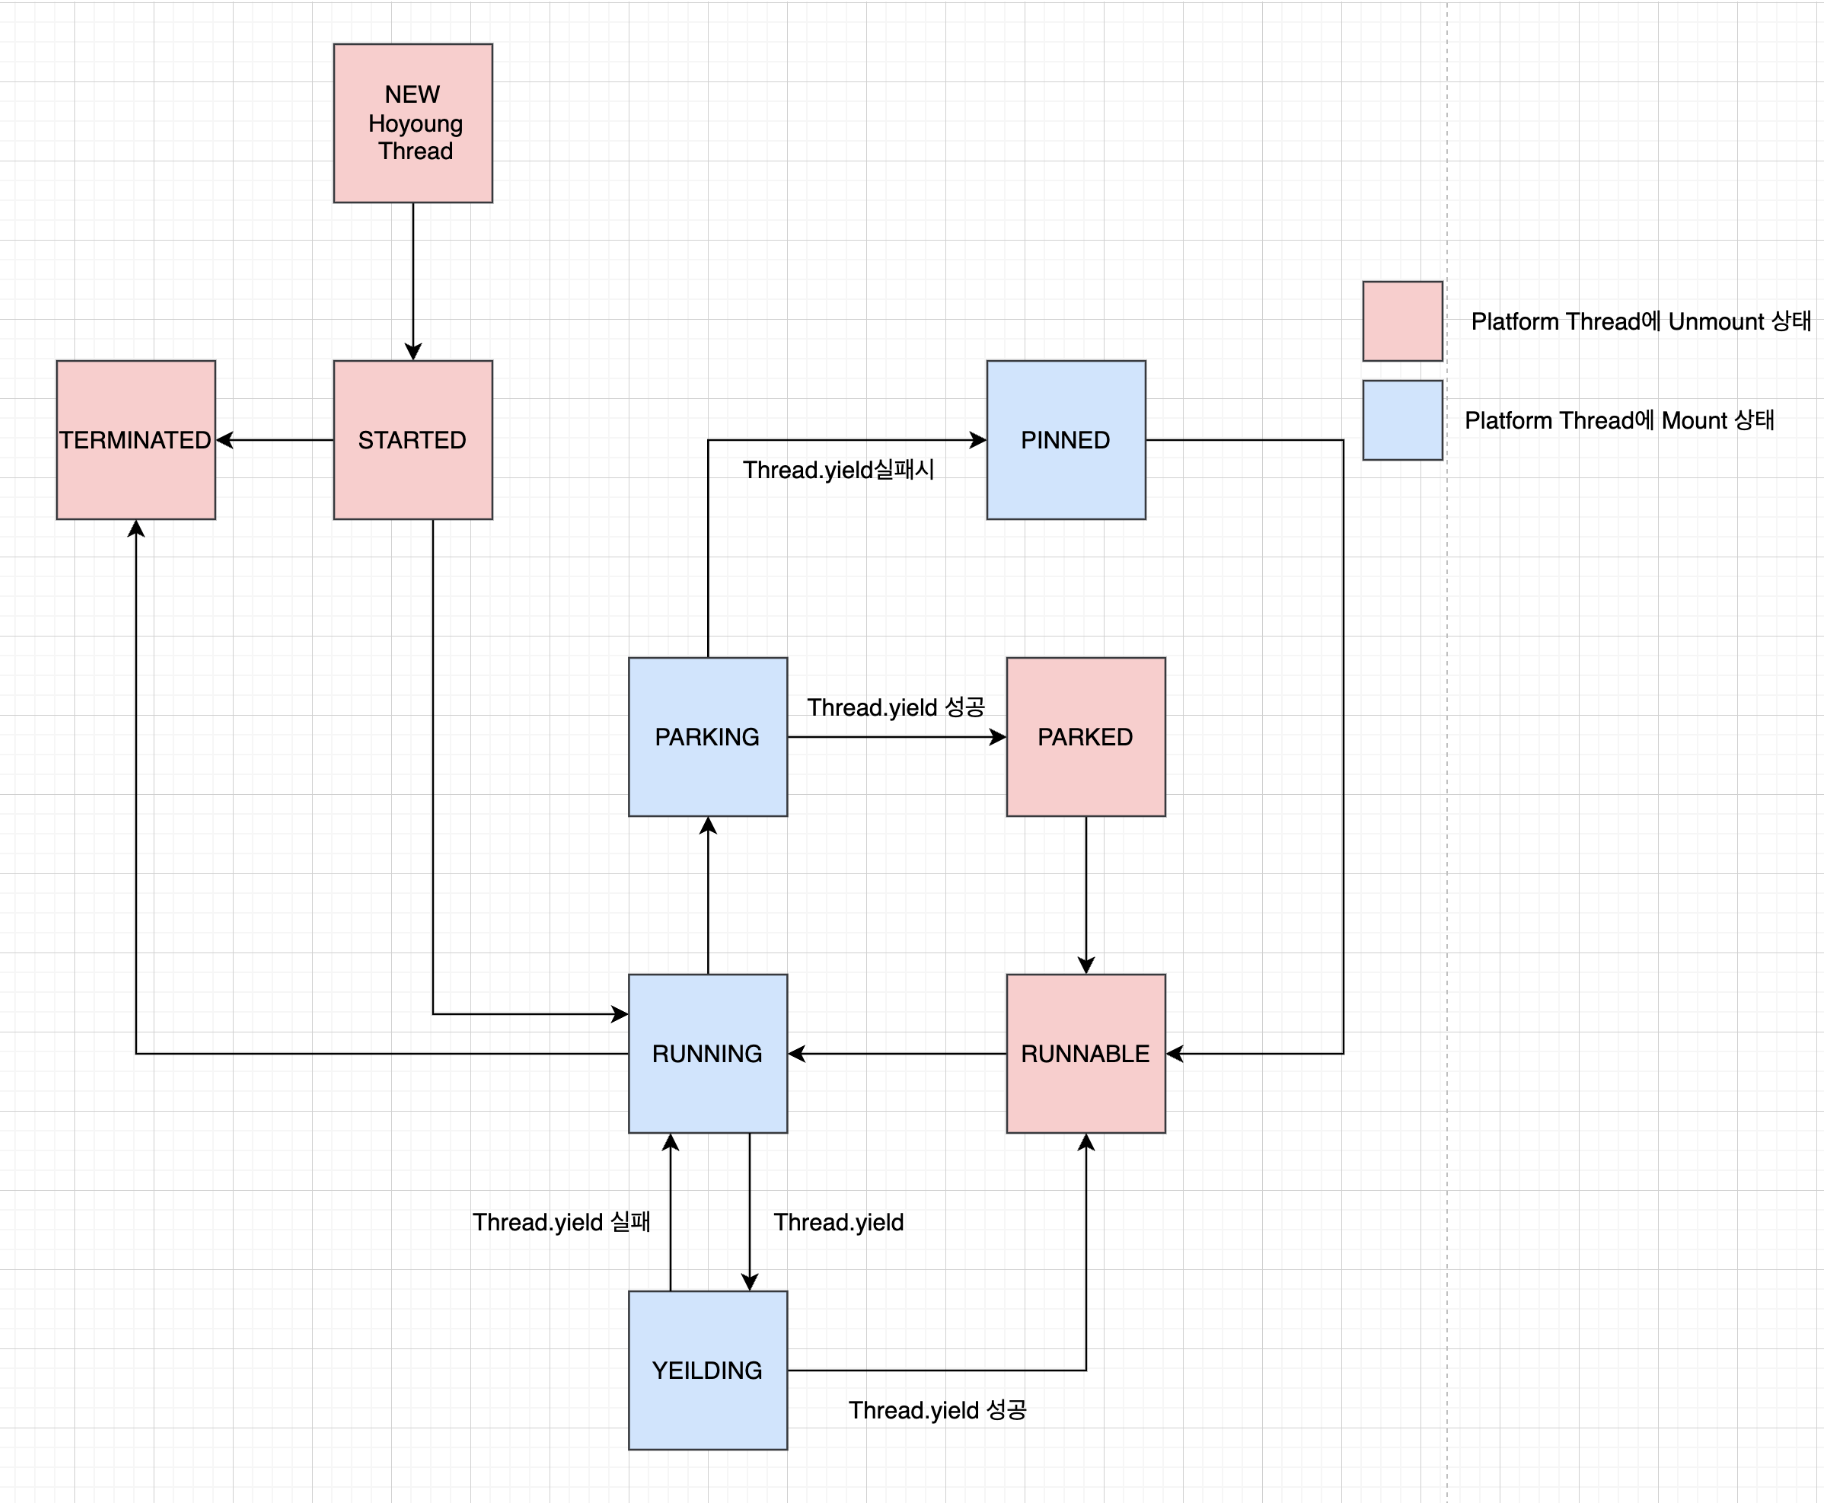 NEW
Hoyoung
Thread
Platform Thread에 Unmount 상태
Platform Thread에 Mount 상태
TERMINATED
STARTED
PINNED
Thread.yield실패시
Thread.yield 성공
PARKING
PARKED
RUNNING
RUNNABLE
Thread.yield 실패
Thread.yield
YEILDING
Thread.yield 성공